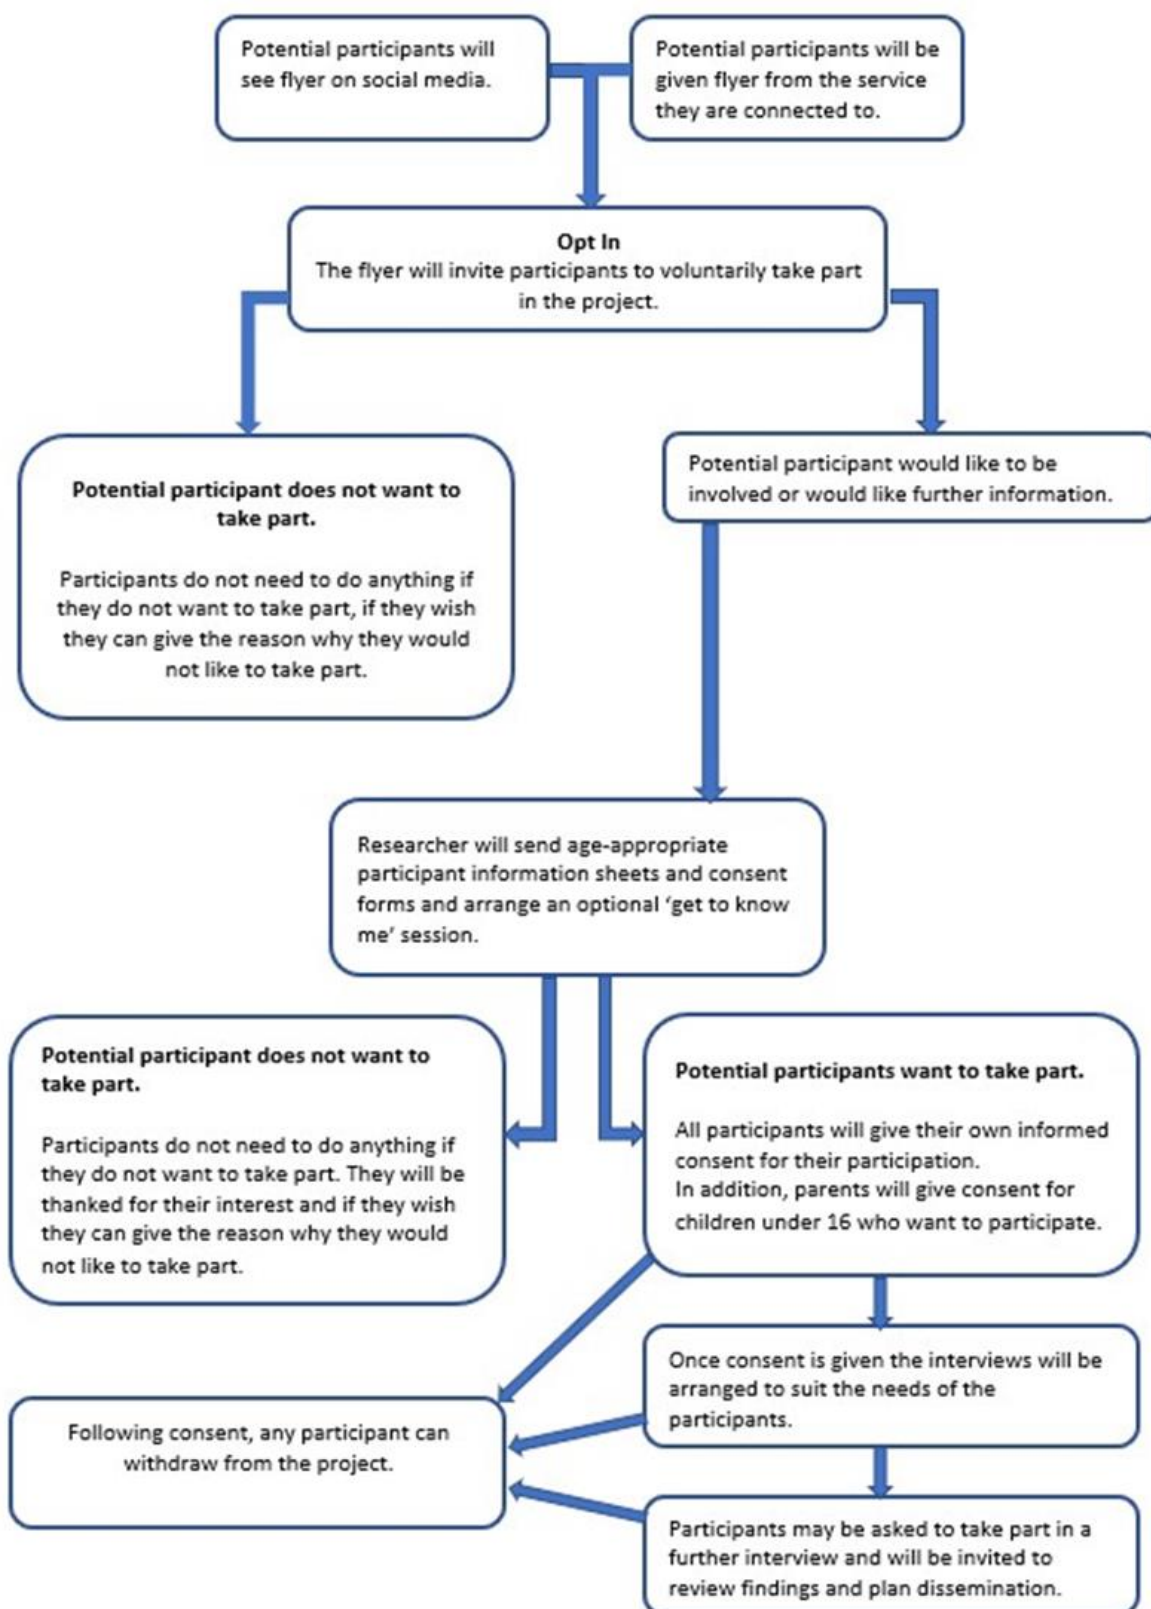 Potential participants will
see flyer on social media.
Potential participants will be
given flyer from the service
they are connected to.
Opt In
The flyer will invite participants to voluntarily take part
in the project.
Potential participant does not want to
take part.
Participants do not need to do anything if
they do not want to take part, if they wish
they can give the reason why they would
not like to take part.
Potential participant would like to be
involved or would like further information.
Researcher will send age-appropriate
participant information sheets and consent
forms and arrange an optional ‘get to know
me’ session.
Potential participant does not want to
take part.
Participants do not need to do anything if
they do not want to take part. They will be
thanked for their interest and if they wish
they can give the reason why they would
not like to take part.
Potential participants want to take part.
All participants will give their own informed
consent for their participation.
In addition, parents will give consent for
children under 16 who want to participate.
Once consent is given the interviews will be
arranged to suit the needs of the
participants.
Following consent, any participant can
withdraw from the project.
Participants may be asked to take part in a
further interview and will be invited to
review findings and plan dissemination.